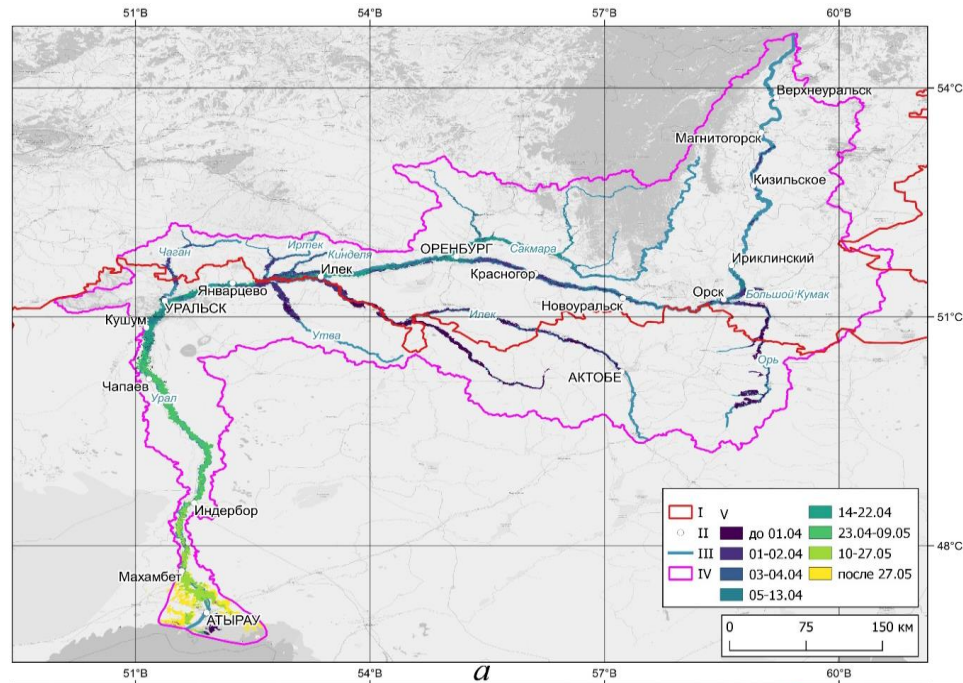 51°В 54°В 57°В 60°В
54°С
Верхнеуральск
Магнитогорск
Кизильское
Чаган
Иртек
Кинделя
ОРЕНБУРГ
Сакмара
Илек
Красногор
Ириклинский
Январцево
Новоуральск
Орск
Большой Кумак
УРАЛЬСК
Кушум
Илек
51°С
Утва
Орь
Чапаев
Урал
АКТОБЕ
Индербор
48°С
Махамбет
АТЫРАУ
I
II
III
IV
V
до 01.04
01-02.04
03-04.04
05-13.04
14-22.04
23.04-09.05
10-27.05
после 27.05
0 75 150 км
51°В 54°В 57°В 60°В
а